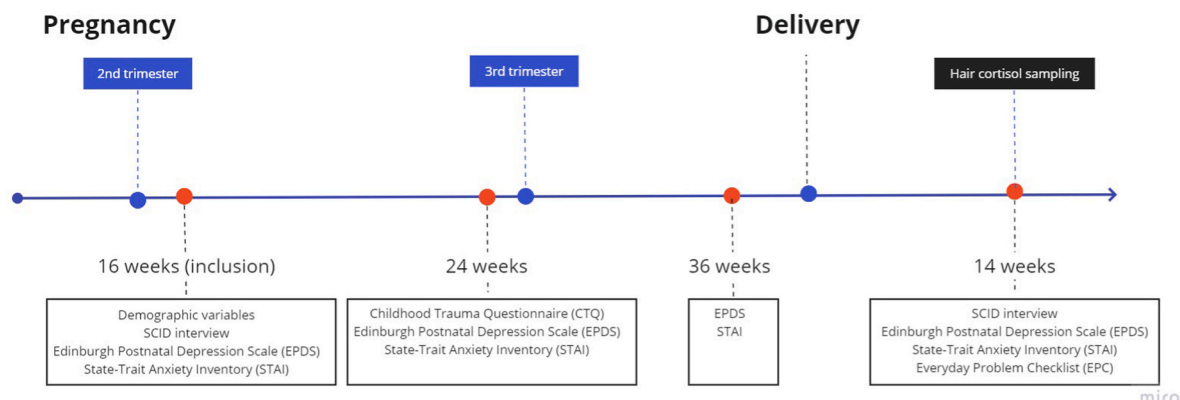 Pregnancy
Delivery
2nd trimester
3rd trimester
Hair cortisol sampling
16 weeks (inclusion)
24 weeks
36 weeks
14 weeks
Demographic variables
SCID interview
Edinburgh Postnatal Depression Scale (EPDS)
State-Trait Anxiety Inventory (STAI)
Childhood Trauma Questionnaire (CTQ)
Edinburgh Postnatal Depression Scale (EPDS)
State-Trait Anxiety Inventory (STAI)
EPDS
STAI
SCID interview
Edinburgh Postnatal Depression Scale (EPDS)
State-Trait Anxiety Inventory (STAI)
Everyday Problem Checklist (EPC)
miro